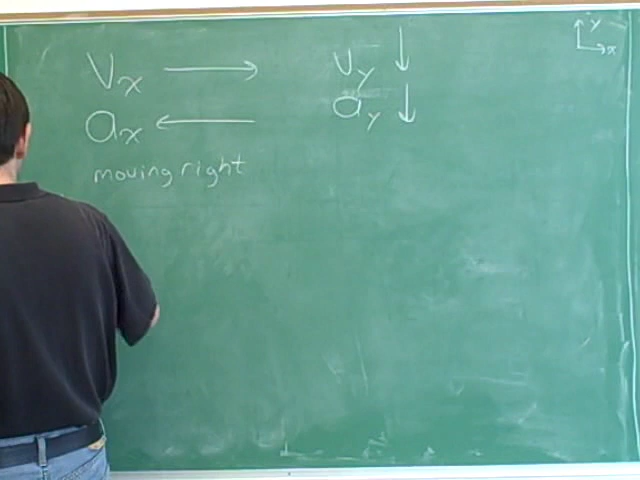 Vx → Vy ↓
ax ← ay ↓
moving right
y
x